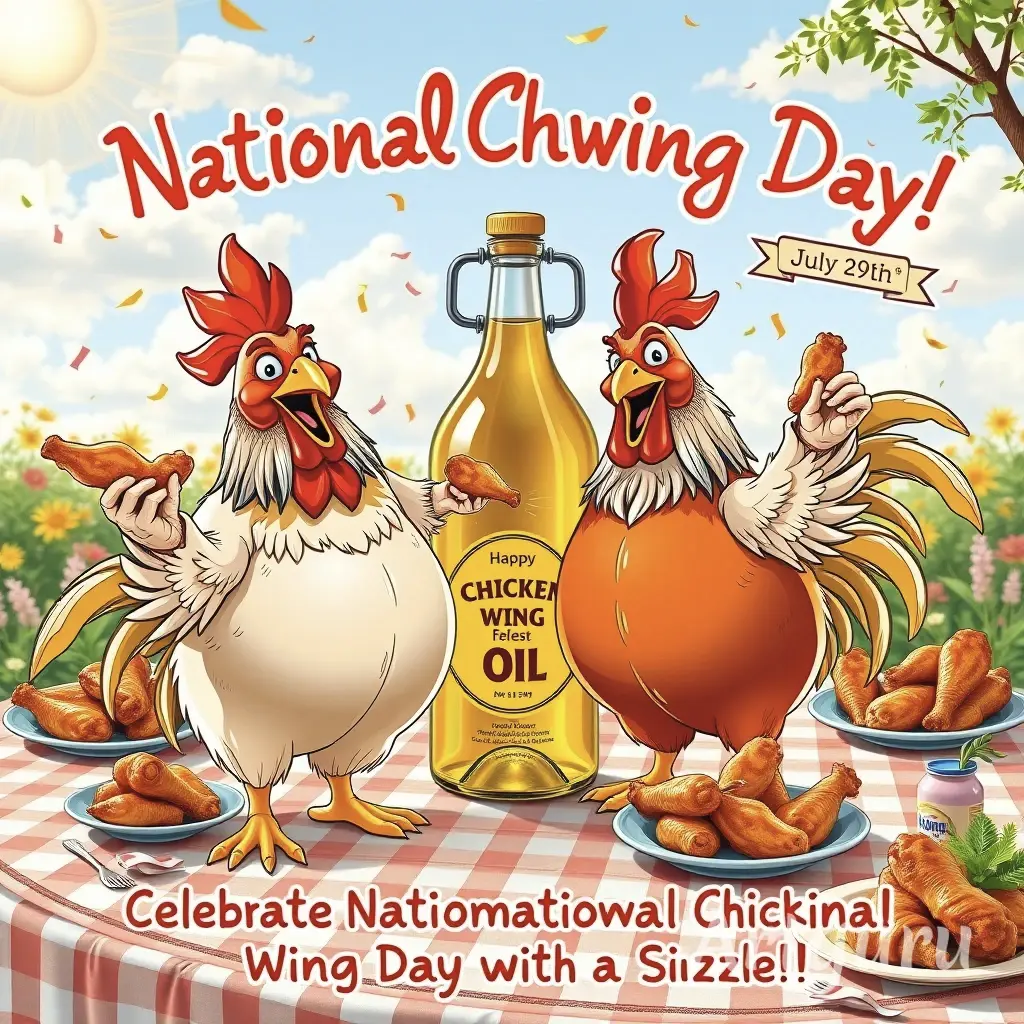 National Chwing Day!
July 29th
Happy
CHICKEN
WING
Felest
OIL
Celebrate Natiomatiowal Chickinal
Wing Day with a Siizzle!!